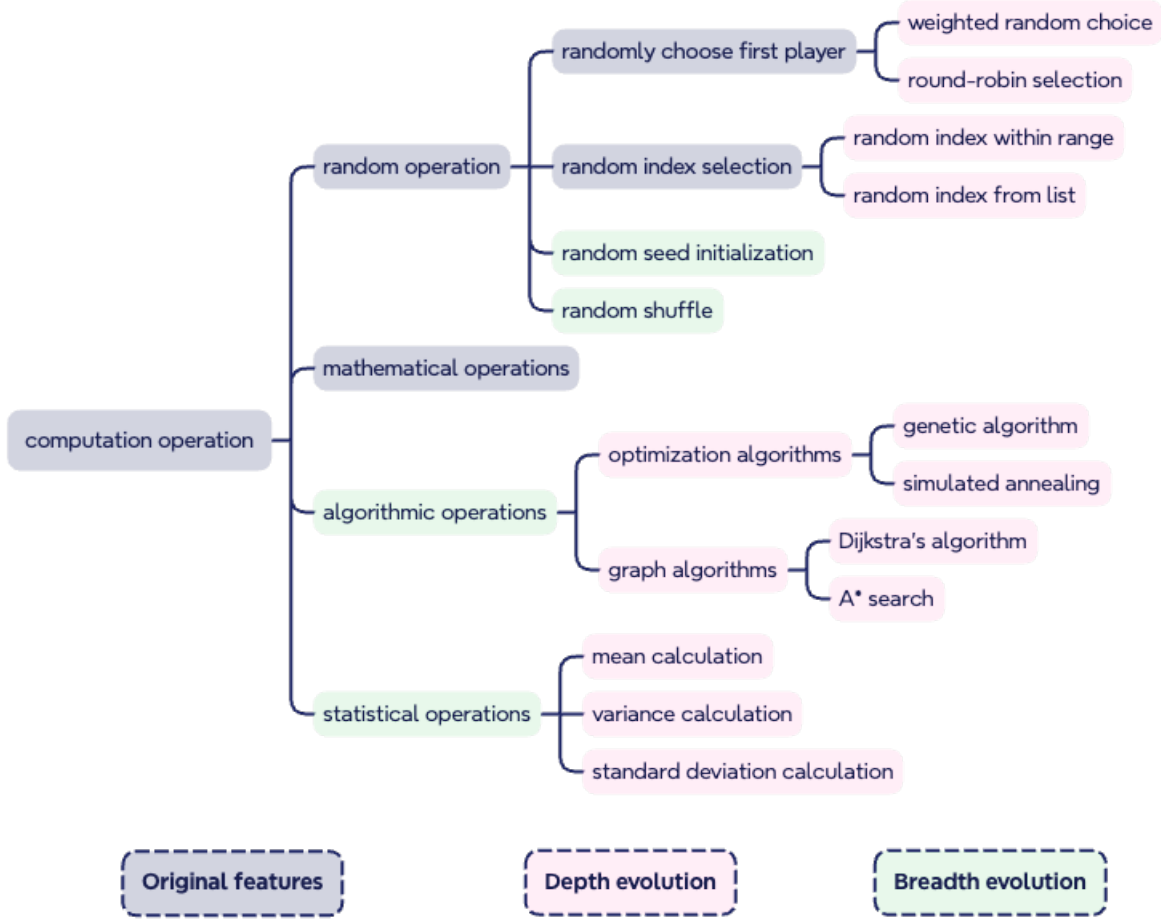 weighted random choice
randomly choose first player
round-robin selection
random index within range
random operation
random index selection
random index from list
random seed initialization
random shuffle
mathematical operations
computation operation
genetic algorithm
optimization algorithms
simulated annealing
algorithmic operations
Dijkstra's algorithm
graph algorithms
A* search
mean calculation
statistical operations
variance calculation
standard deviation calculation
Original features
Depth evolution
Breadth evolution